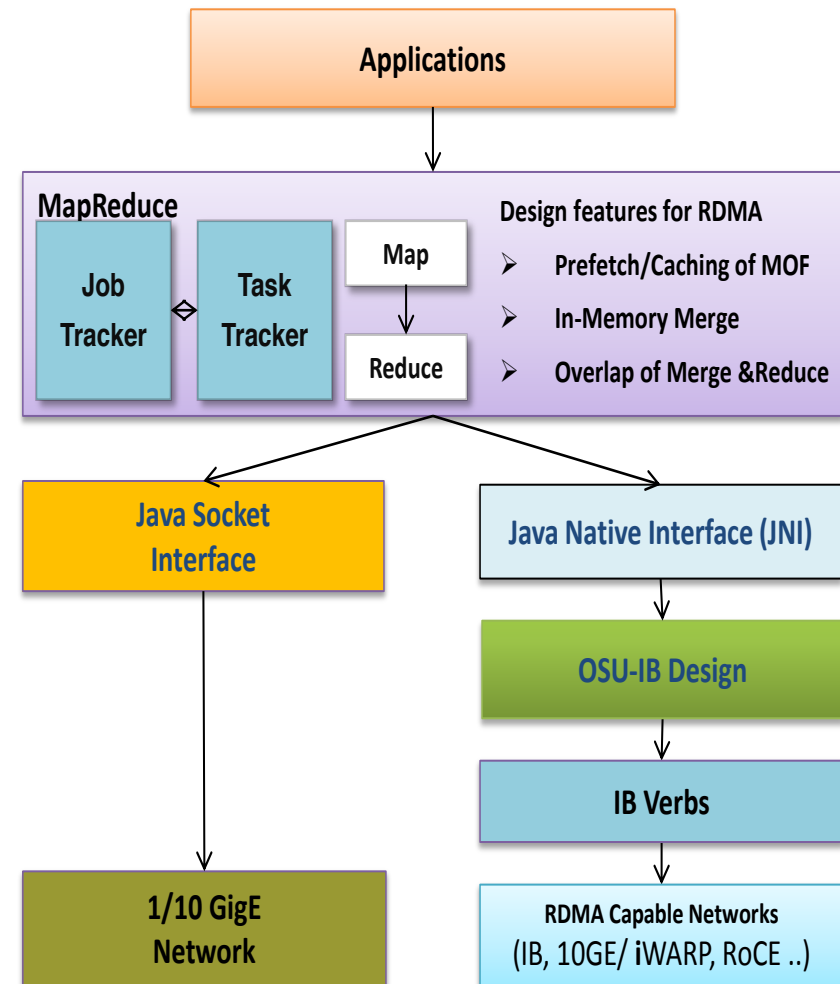 Applications
MapReduce
Job
Tracker
Task
Tracker
Map
Reduce
Design features for RDMA
➢ Prefetch/Caching of MOF
➢ In-Memory Merge
➢ Overlap of Merge &Reduce
Java Socket
Interface
Java Native Interface (JNI)
OSU-IB Design
IB Verbs
1/10 GigE
Network
RDMA Capable Networks
(IB, 10GE/ iWARP, RoCE ..)